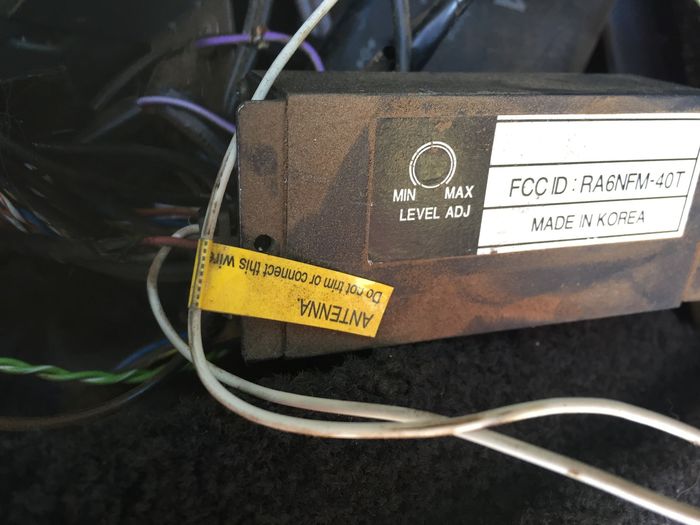 MIN MAX
LEVEL ADJ
FCC ID : RA6NFM-40T
MADE IN KOREA
ANTENNA.
Do not trim or connect this wire